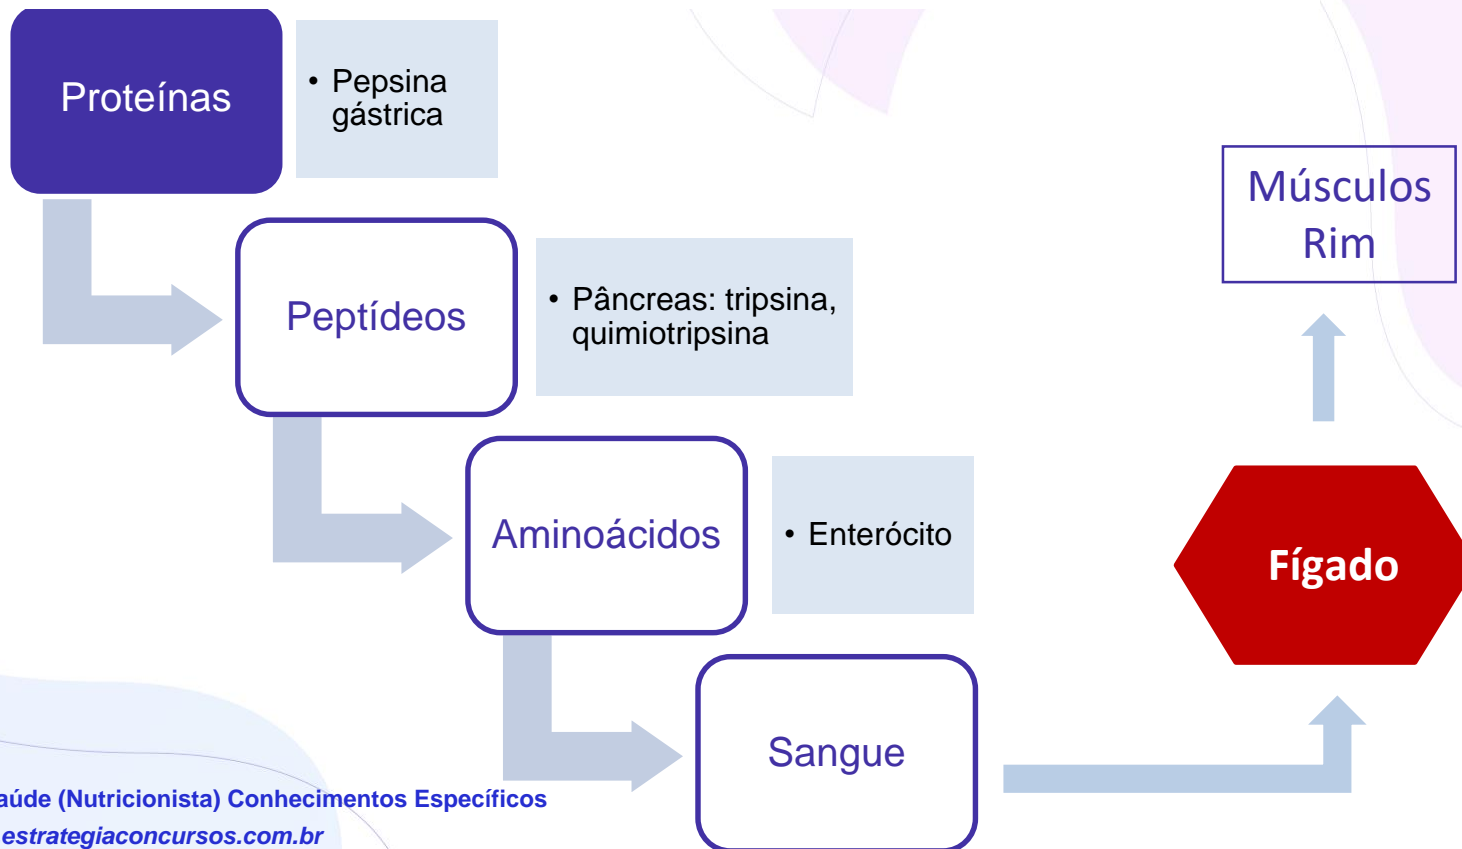 Proteínas
• Pepsina
gástrica
Peptídeos
• Pâncreas: tripsina,
quimiotripsina
Aminoácidos
• Enterócito
Sangue
Fígado
Músculos
Rim
(Nutricionista) Conhecimentos Específicos
estrategiaconcursos.com.br